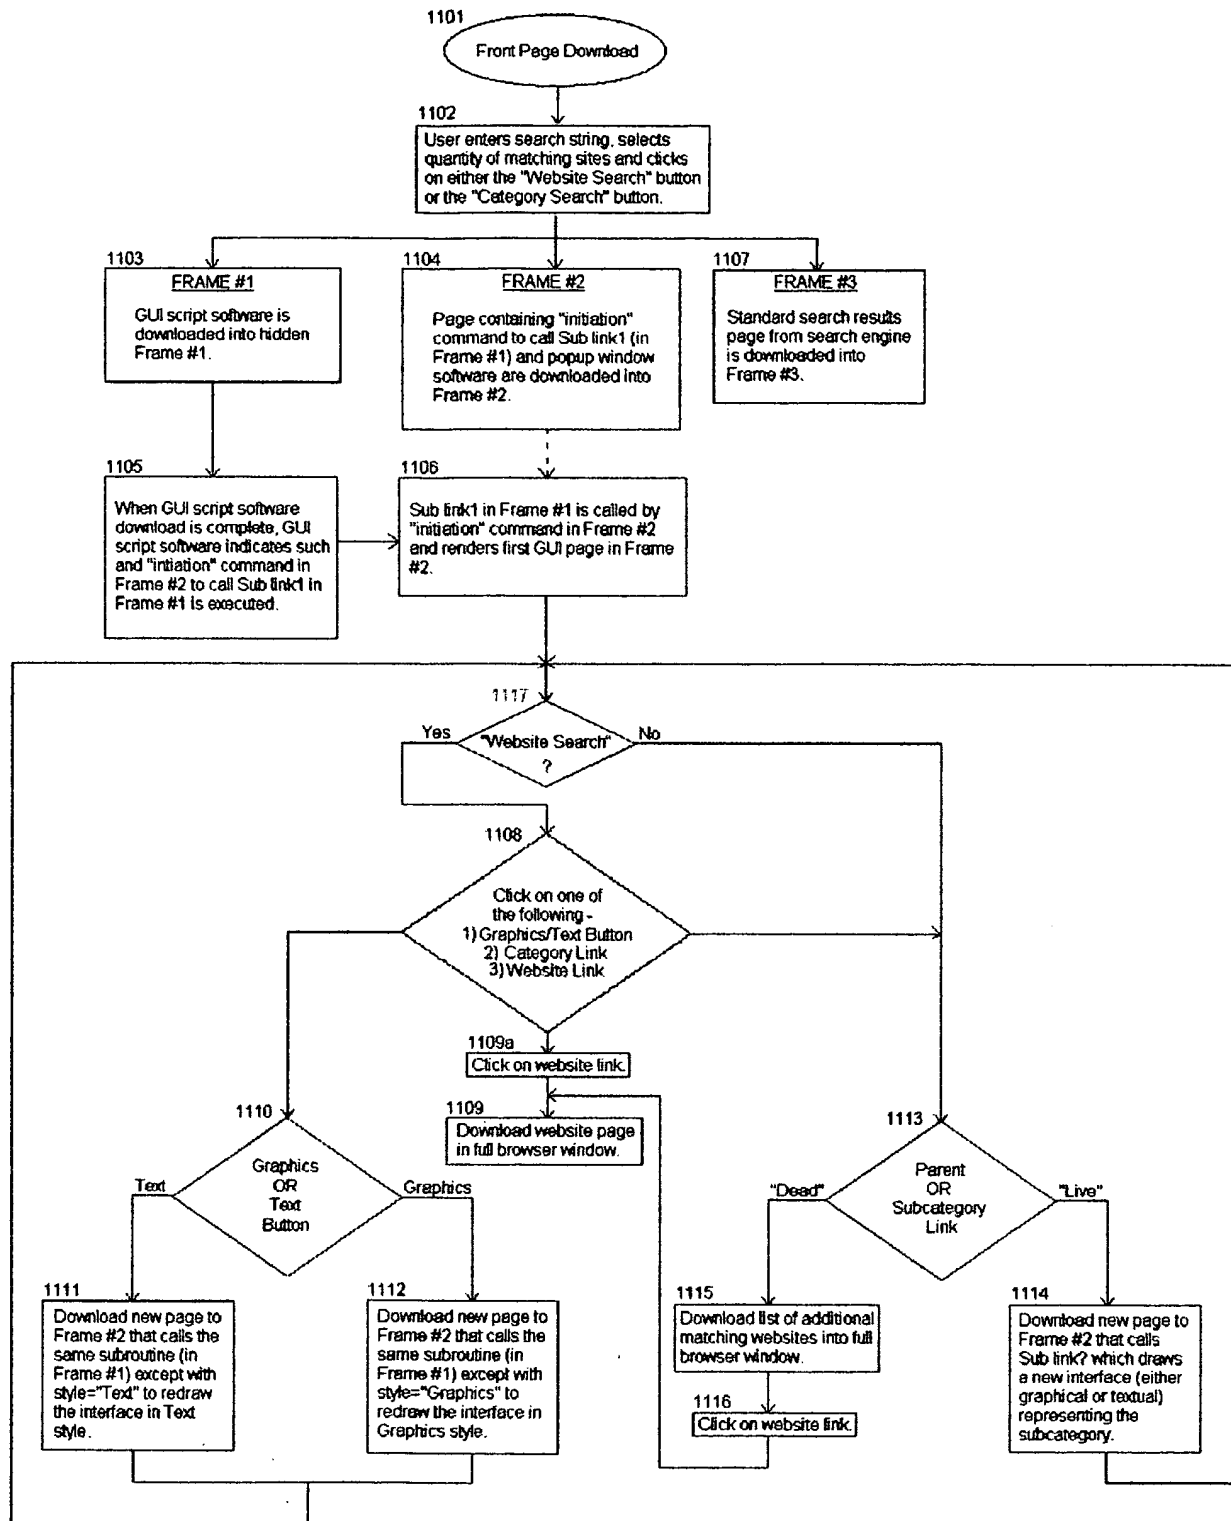 1101
Front Page Download
1102
User enters search string, selects
quantity of matching sites and clicks
on either the "Website Search" button
or the "Category Search" button.
1103
FRAME #1
GUI script software is
downloaded into hidden
Frame #1.
1104
FRAME #2
Page containing "initiation"
command to call Sub link1 (in
Frame #1) and popup window
software are downloaded into
Frame #2.
1107
FRAME #3
Standard search results
page from search engine
is downloaded into
Frame #3.
1105
When GUI script software
download is complete, GUI
script software indicates such
and "intiation" command in
Frame #2 to call Sub link1 in
Frame #1 is executed.
1106
Sub link1 in Frame #1 is called by
"initiation" command in Frame #2
and renders first GUI page in Frame
#2.
1117
Yes
"Website Search"
?
No
1108
Click on one of
the following -
1) Graphics/Text Button
2) Category Link
3) Website Link
1109a
Click on website link.
1109
Download website page
in full browser window.
1110
Graphics
OR
Text
Button
Text
Graphics
1113
Parent
OR
Subcategory
Link
"Dead"
"Live"
1111
Download new page to
Frame #2 that calls the
same subroutine (in
Frame #1) except with
style="Text" to redraw
the interface in Text
style.
1112
Download new page to
Frame #2 that calls the
same subroutine (in
Frame #1) except with
style="Graphics" to
redraw the interface in
Graphics style.
1115
Download list of additional
matching websites into full
browser window.
1116
Click on website link.
1114
Download new page to
Frame #2 that calls
Sub link? which draws
a new interface (either
graphical or textual)
representing the
subcategory.